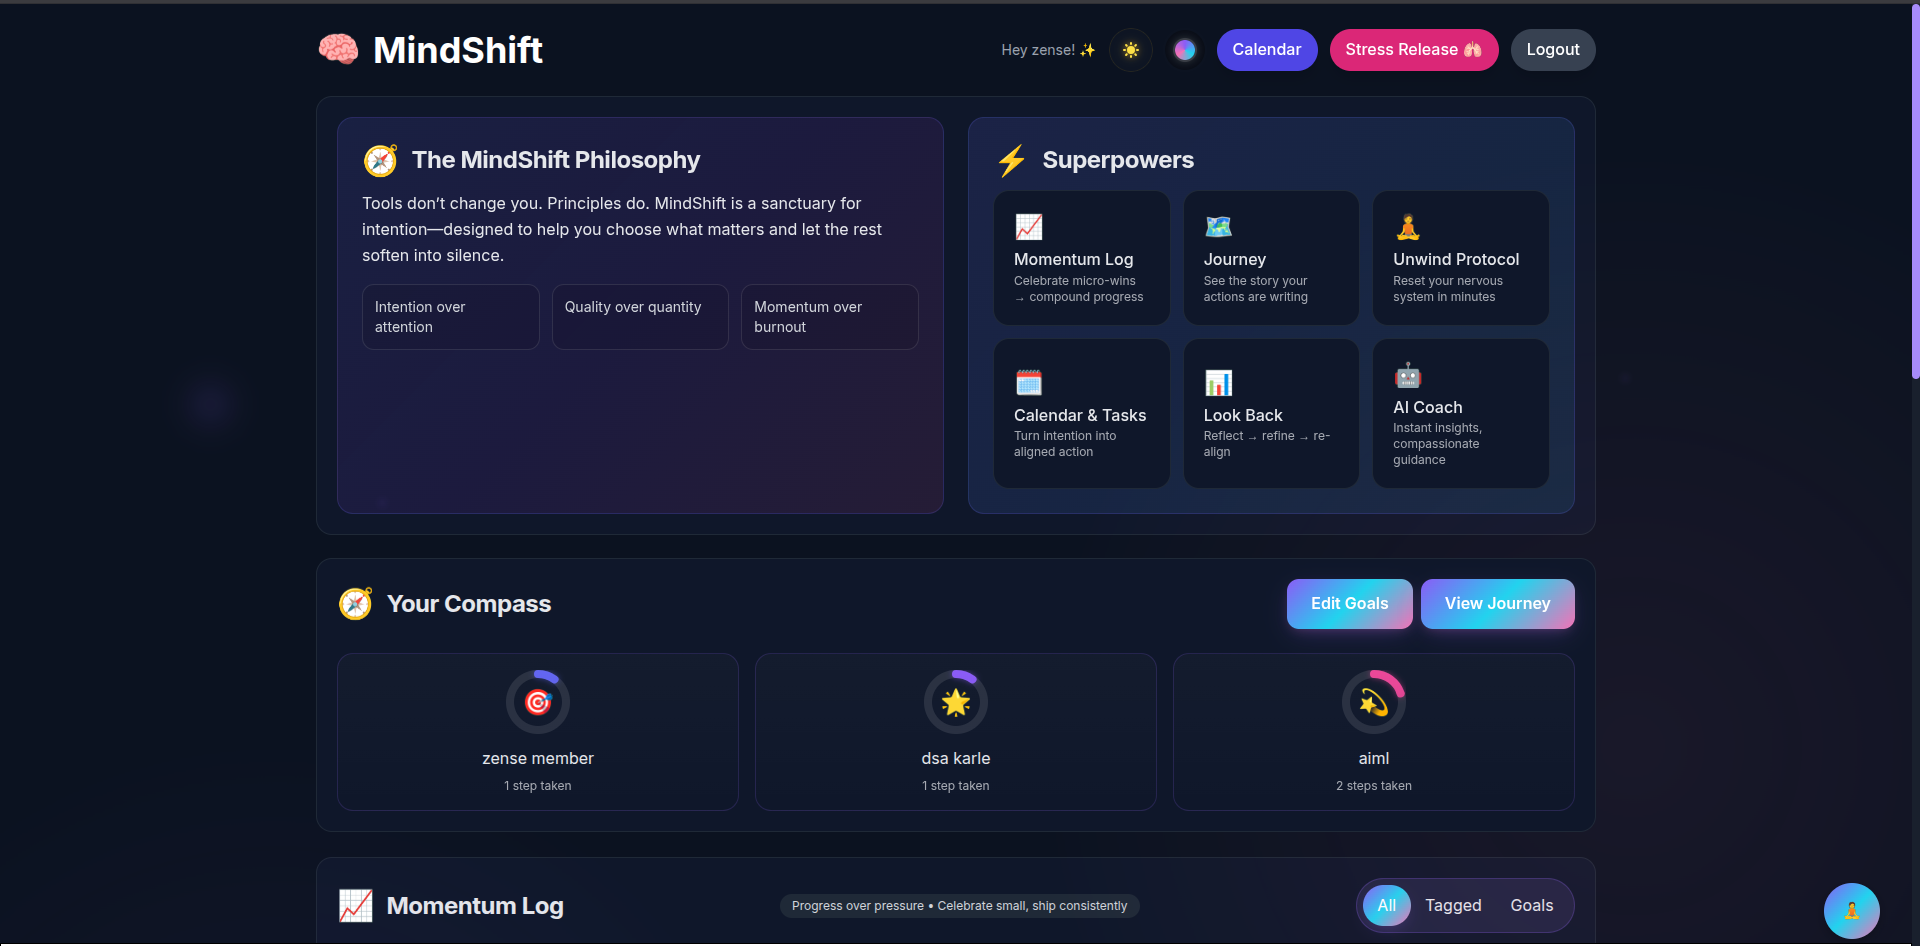 MindShift
Hey zense! ✨
Calendar
Stress Release 🫁
Logout
The MindShift Philosophy
Tools don't change you. Principles do. MindShift is a sanctuary for
intention—designed to help you choose what matters and let the rest
soften into silence.
Intention over
attention
Quality over quantity
Momentum over
burnout
Superpowers
Momentum Log
Celebrate micro-wins
→ compound progress
Journey
See the story your
actions are writing
Unwind Protocol
Reset your nervous
system in minutes
Calendar & Tasks
Turn intention into
aligned action
Look Back
Reflect → refine → re-
align
AI Coach
Instant insights,
compassionate
guidance
Your Compass
Edit Goals
View Journey
zense member
1 step taken
dsa karle
1 step taken
aiml
2 steps taken
Momentum Log
Progress over pressure • Celebrate small, ship consistently
All
Tagged
Goals